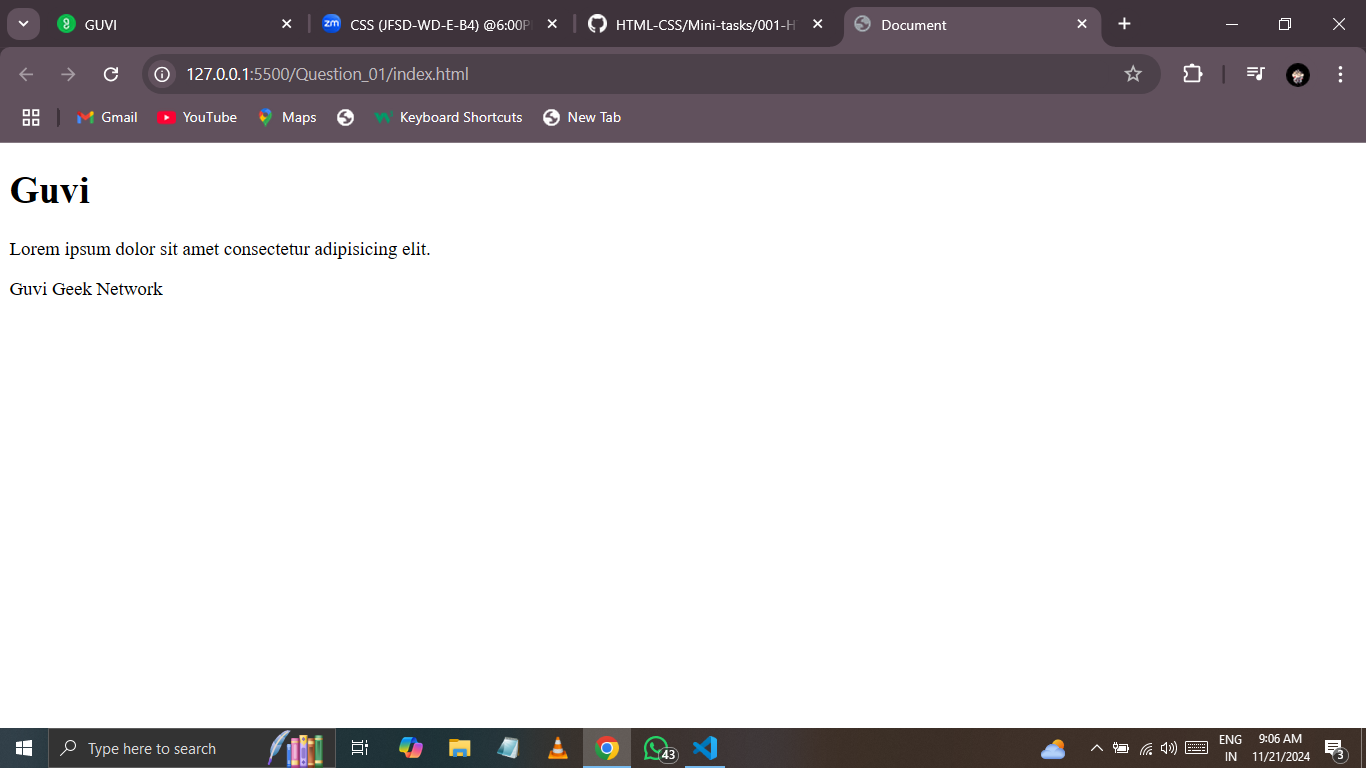 GUVI
CSS (JFSD-WD-E-B4) @6:00P
HTML-CSS/Mini-tasks/001-H
Document
127.0.0.1:5500/Question_01/index.html
Gmail
YouTube
Maps
Keyboard Shortcuts
New Tab
Guvi
Lorem ipsum dolor sit amet consectetur adipisicing elit.
Guvi Geek Network
Type here to search
43
ENG
IN
9:06 AM
11/21/2024
3